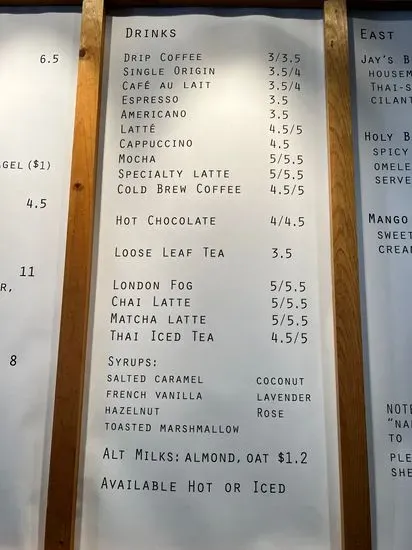 6.5
GEL ($1)
4.5
11
R,
8
Drinks
Drip Coffee 3/3.5
Single Origin 3.5/4
Café au lait 3.5/4
Espresso 3.5
Americano 3.5
Latté 4.5/5
Cappuccino 4.5
Mocha 5/5.5
Specialty Latte 5/5.5
Cold Brew Coffee 4.5/5
Hot Chocolate 4/4.5
Loose Leaf Tea 3.5
London Fog 5/5.5
Chai Latte 5/5.5
Matcha latte 5/5.5
Thai Iced Tea 4.5/5
Syrups:
salted caramel coconut
french vanilla lavender
hazelnut Rose
toasted marshmallow
Alt Milks: almond, oat $1.2
Available Hot or Iced
East
Jay's B
housem
Thai-s
cilant
Holy B
spicy
omele
serve
Mango
sweet
crean
Note
"nai
to
ple
she